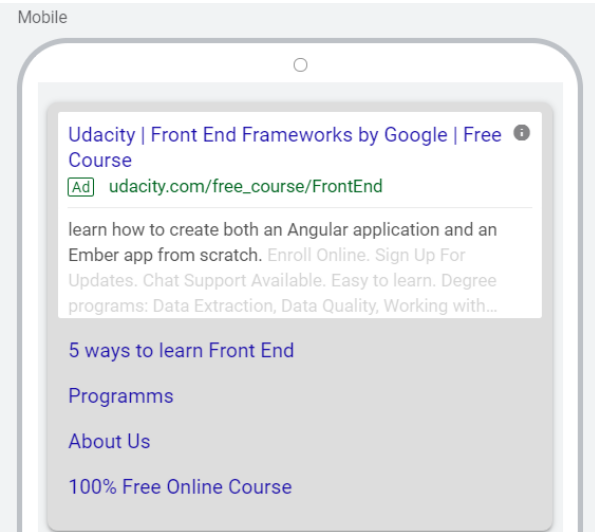 Mobile
Udacity | Front End Frameworks by Google | Free
Course
Ad udacity.com/free_course/FrontEnd
learn how to create both an Angular application and an
Ember app from scratch. Enroll Online. Sign Up For
Updates. Chat Support Available. Easy to learn. Degree
programs: Data Extraction, Data Quality, Working with...
5 ways to learn Front End
Programms
About Us
100% Free Online Course